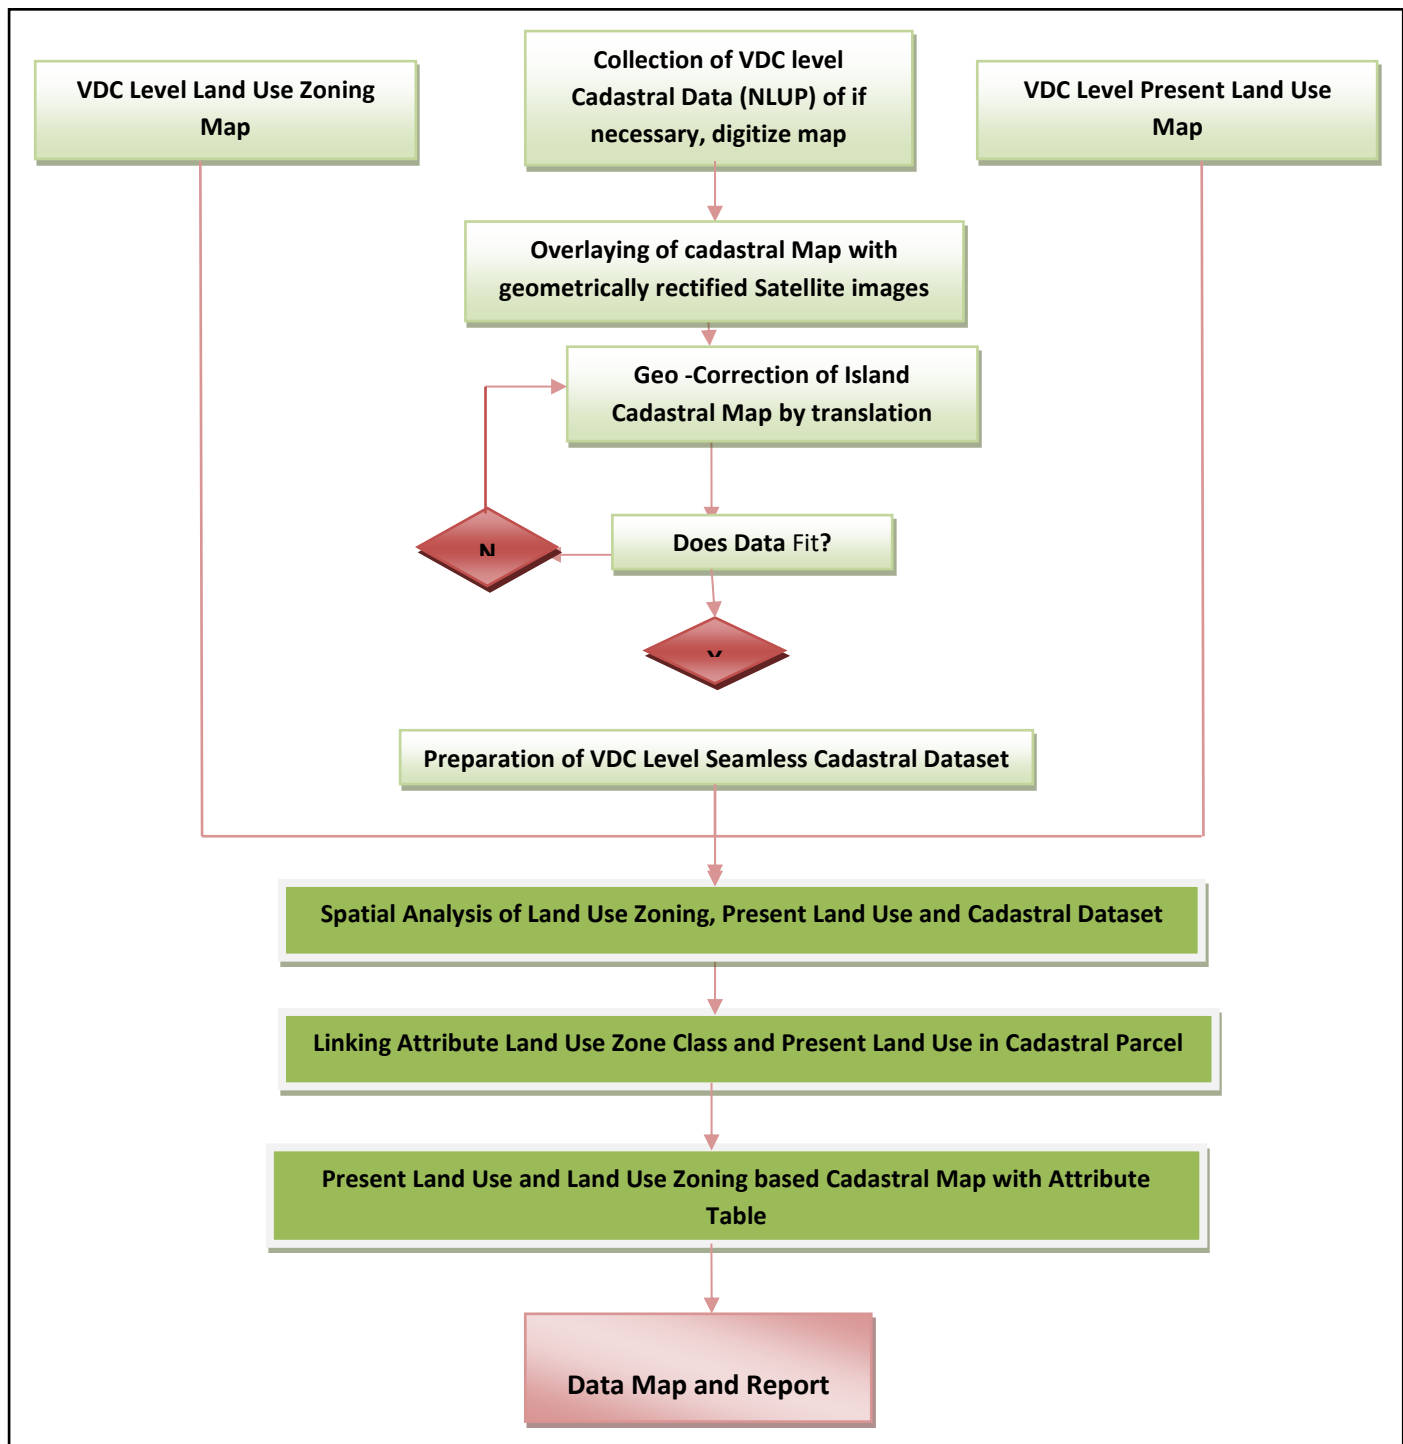 VDC Level Land Use Zoning
Map
Collection of VDC level
Cadastral Data (NLUP) of if
necessary, digitize map
VDC Level Present Land Use
Map
Overlaying of cadastral Map with
geometrically rectified Satellite images
Geo -Correction of Island
Cadastral Map by translation
N
Does Data Fit?
Y
Preparation of VDC Level Seamless Cadastral Dataset
Spatial Analysis of Land Use Zoning, Present Land Use and Cadastral Dataset
Linking Attribute Land Use Zone Class and Present Land Use in Cadastral Parcel
Present Land Use and Land Use Zoning based Cadastral Map with Attribute
Table
Data Map and Report